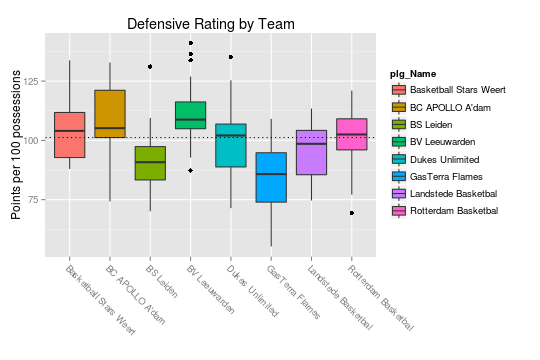 Defensive Rating by Team
Points per 100 possessions
125
100
75
Basketball Stars Weert
BC APOLLO A'dam
BS Leiden
BV Leeuwarden
Dukes Unlimited
GasTerra Flames
Landstede Basketbal
Rotterdam Basketbal
plg_Name
Basketball Stars Weert
BC APOLLO A'dam
BS Leiden
BV Leeuwarden
Dukes Unlimited
GasTerra Flames
Landstede Basketbal
Rotterdam Basketbal